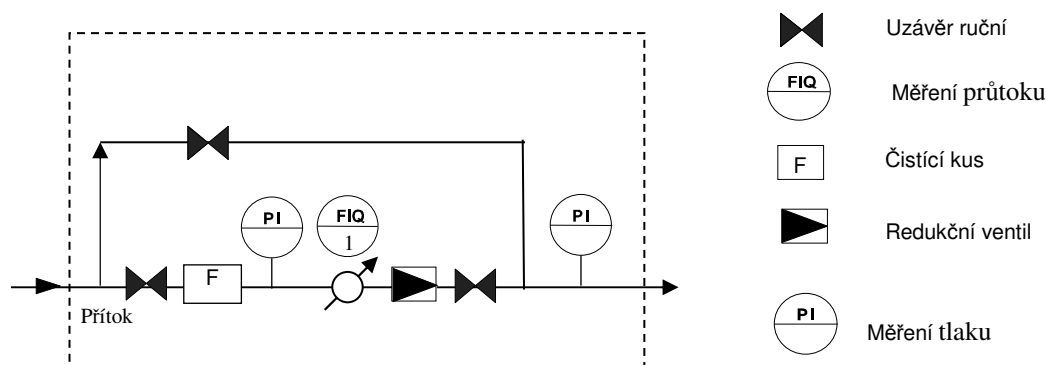 Uzávěr ruční
FIQ
Měření průtoku
F
Čistící kus
PI
FIQ
1
PI
Redukční ventil
F
Přítok
PI
Měření tlaku